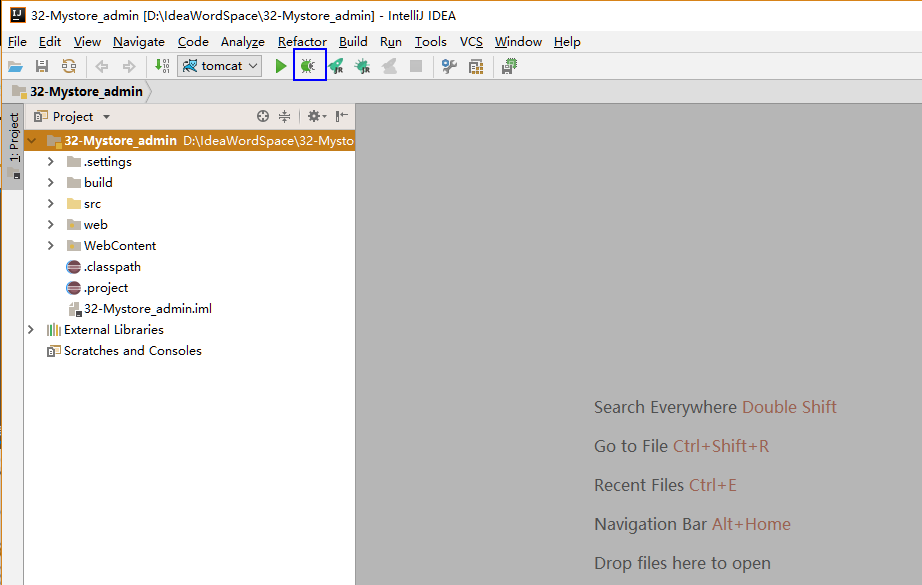 32-Mystore_admin [D:\IdeaWordSpace\32-Mystore_admin] - IntelliJ IDEA
File Edit View Navigate Code Analyze Refactor Build Run Tools VCS Window Help
tomcat
32-Mystore_admin
1: Project
Project
32-Mystore_admin D:\IdeaWordSpace\32-Mysto
.settings
build
src
web
WebContent
.classpath
.project
32-Mystore_admin.iml
External Libraries
Scratches and Consoles
Search Everywhere Double Shift
Go to File Ctrl+Shift+R
Recent Files Ctrl+E
Navigation Bar Alt+Home
Drop files here to open